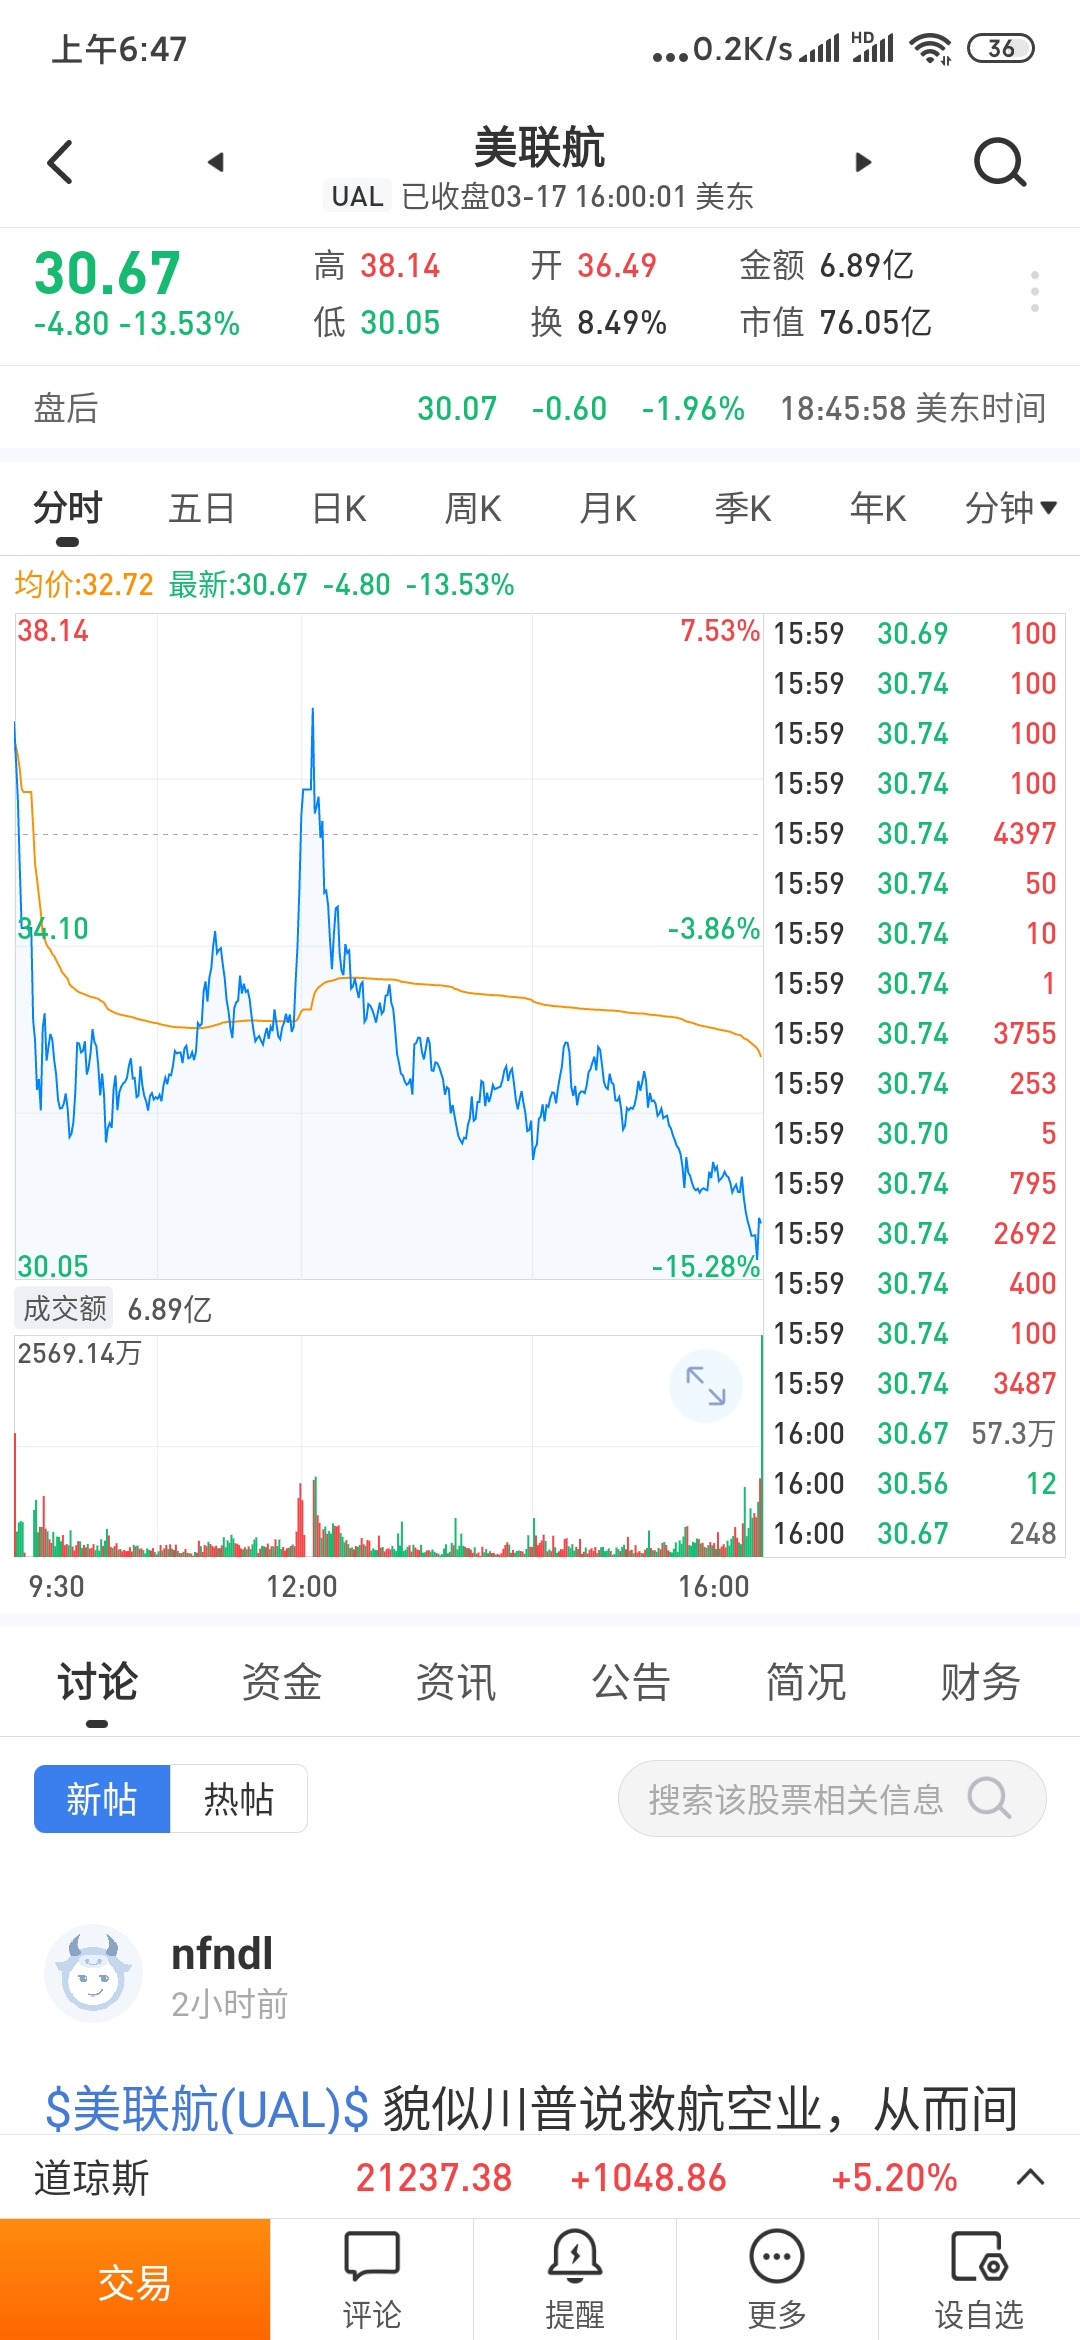 上午6:47
...0.2K/s HD 36
美联航
UAL 已收盘03-17 16:00:01 美东
30.67 高 38.14 开 36.49 金额 6.89亿
-4.80 -13.53% 低 30.05 换 8.49% 市值 76.05亿
盘后 30.07 -0.60 -1.96% 18:45:58 美东时间
分时 五日 日K 周K 月K 季K 年K 分钟
均价:32.72 最新:30.67 -4.80 -13.53%
38.14 7.53%
34.10 -3.86%
30.05 -15.28%
成交额 6.89亿
2569.14万
9:30 12:00 16:00
15:59 30.69 100
15:59 30.74 100
15:59 30.74 100
15:59 30.74 100
15:59 30.74 4397
15:59 30.74 50
15:59 30.74 10
15:59 30.74 1
15:59 30.74 3755
15:59 30.74 253
15:59 30.70 5
15:59 30.74 795
15:59 30.74 2692
15:59 30.74 400
15:59 30.74 100
15:59 30.74 3487
16:00 30.67 57.3万
16:00 30.56 12
16:00 30.67 248
讨论 资金 资讯 公告 简况 财务
新帖 热帖 搜索该股票相关信息
nfndl
2小时前
$美联航(UAL)$ 貌似川普说救航空业，从而间
道琼斯 21237.38 +1048.86 +5.20%
交易 评论 提醒 更多 设自选